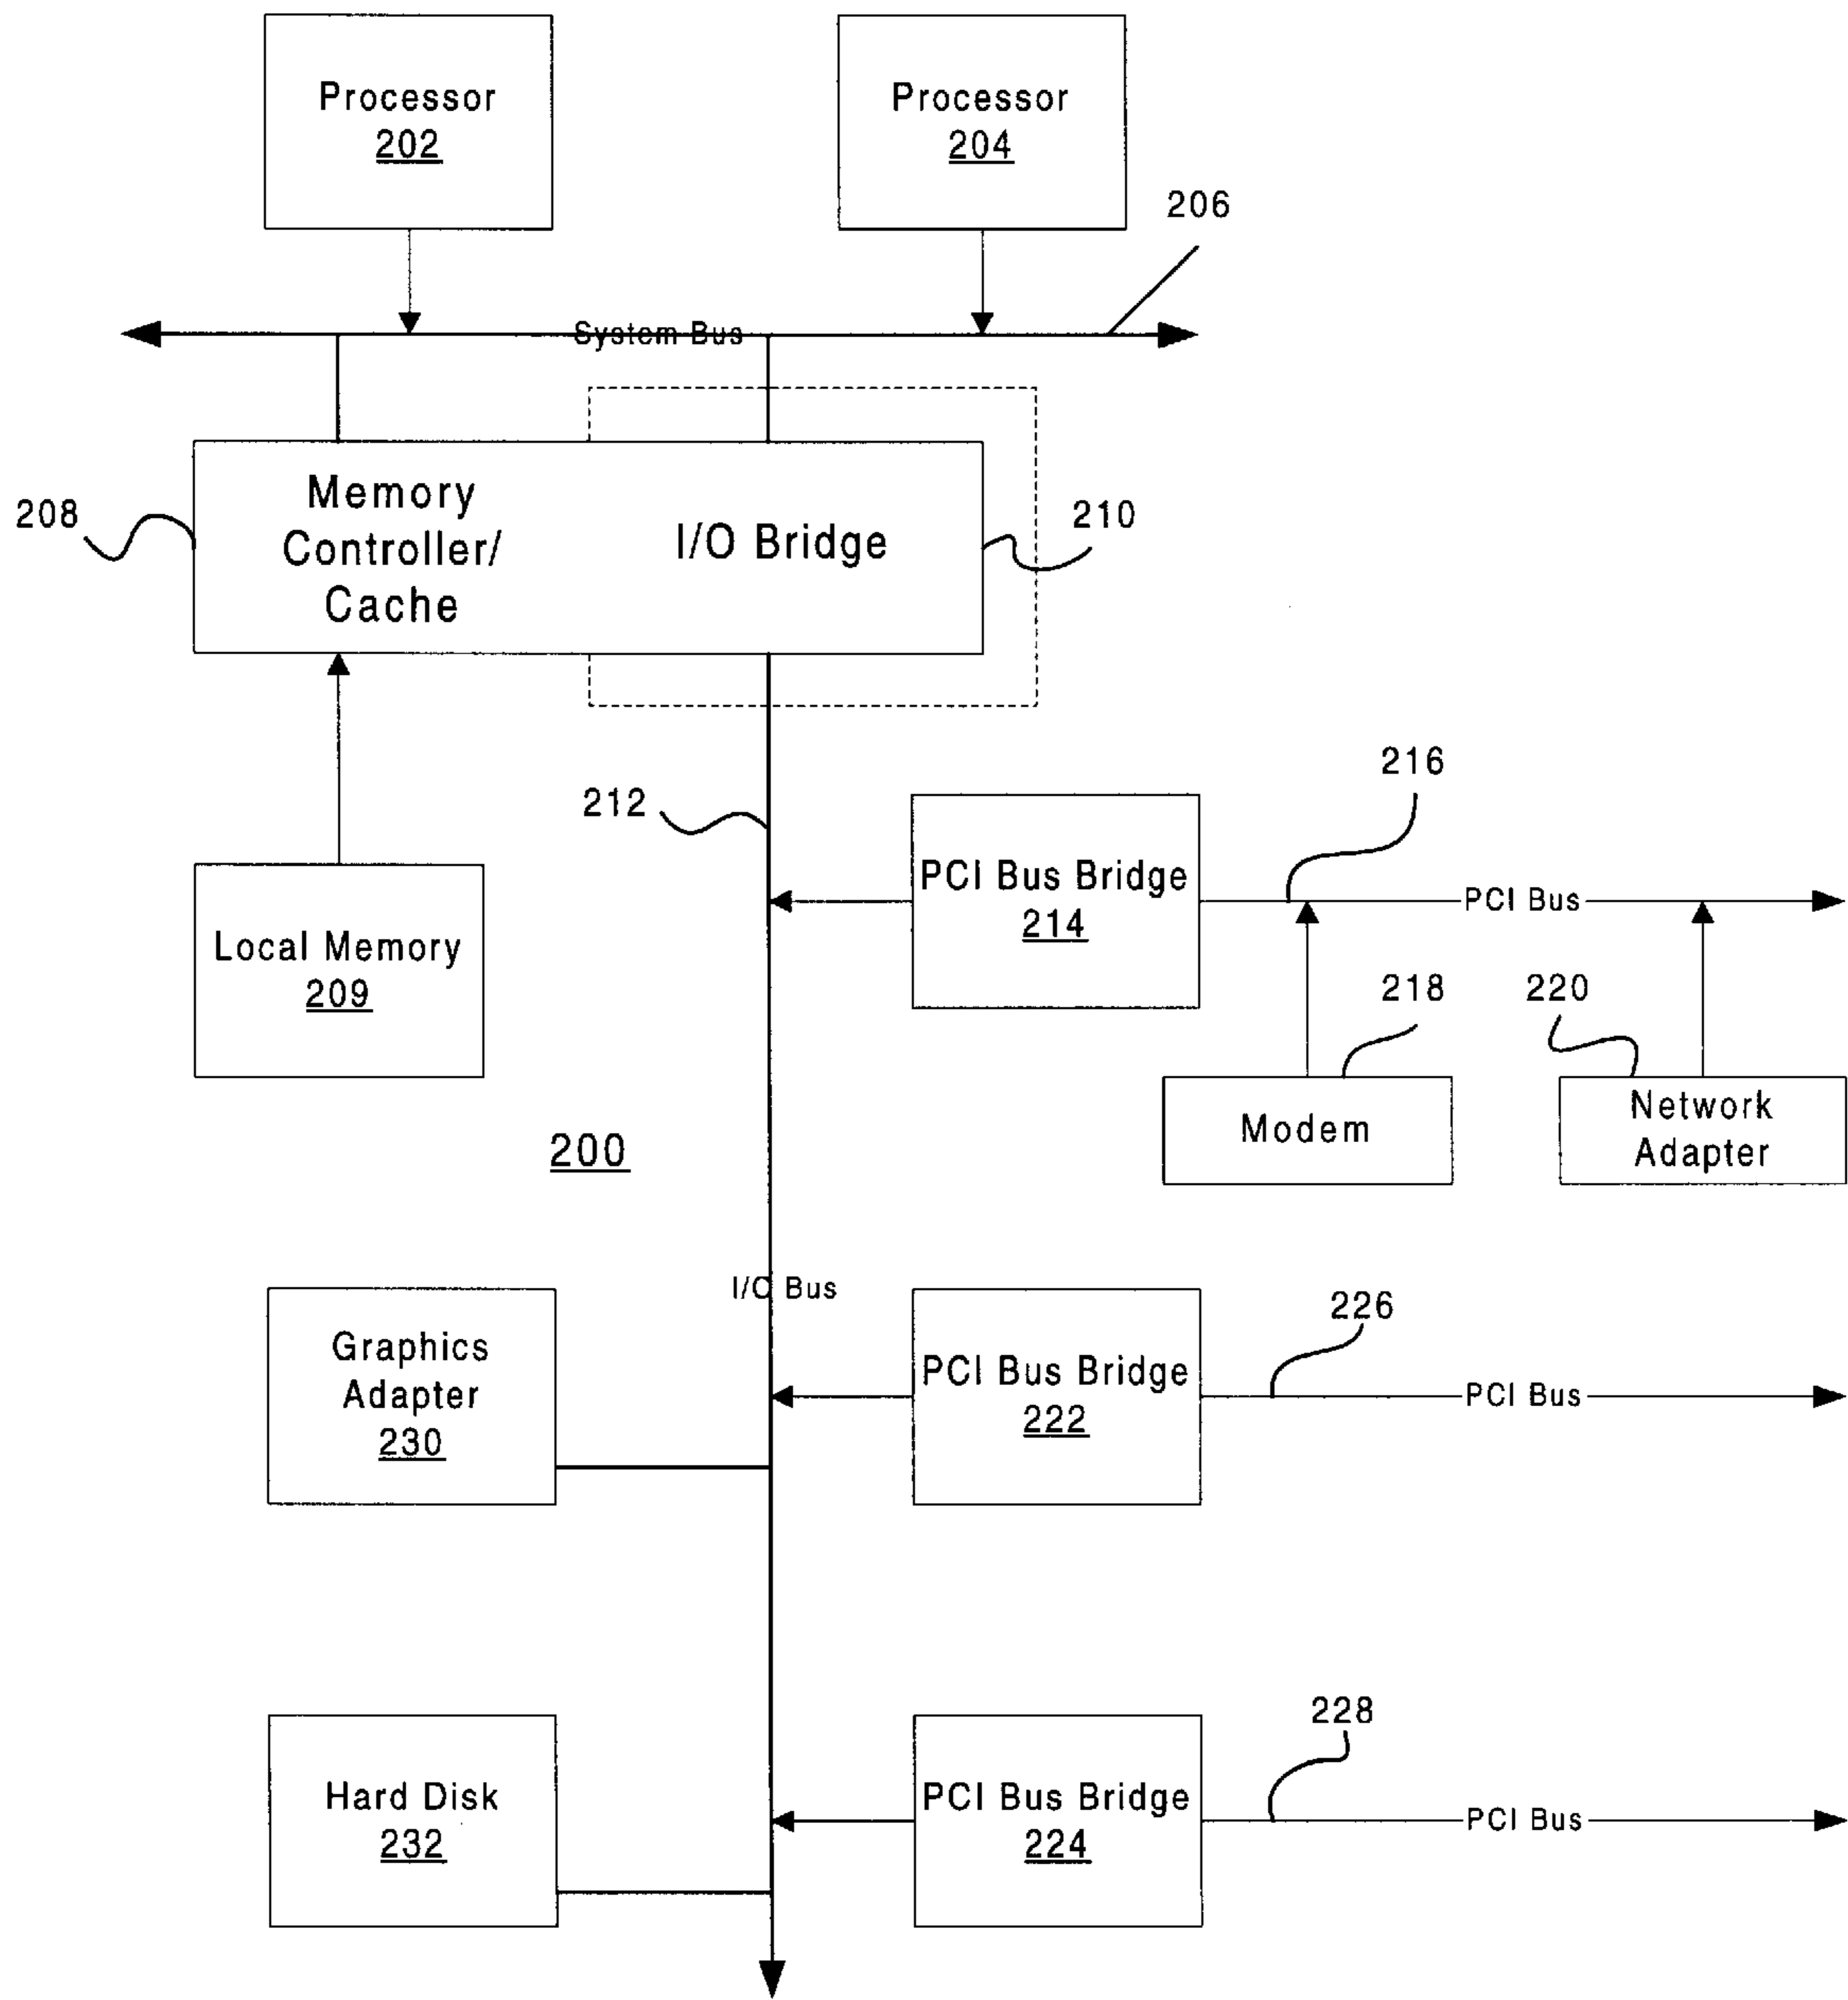 Processor
202
Processor
204
206
System Bus
208
Memory
Controller/
Cache
I/O Bridge
210
216
212
PCI Bus Bridge
214
PCI Bus
Local Memory
209
218
220
Modem
Network
Adapter
200
I/O Bus
226
Graphics
Adapter
230
PCI Bus Bridge
222
PCI Bus
228
Hard Disk
232
PCI Bus Bridge
224
PCI Bus